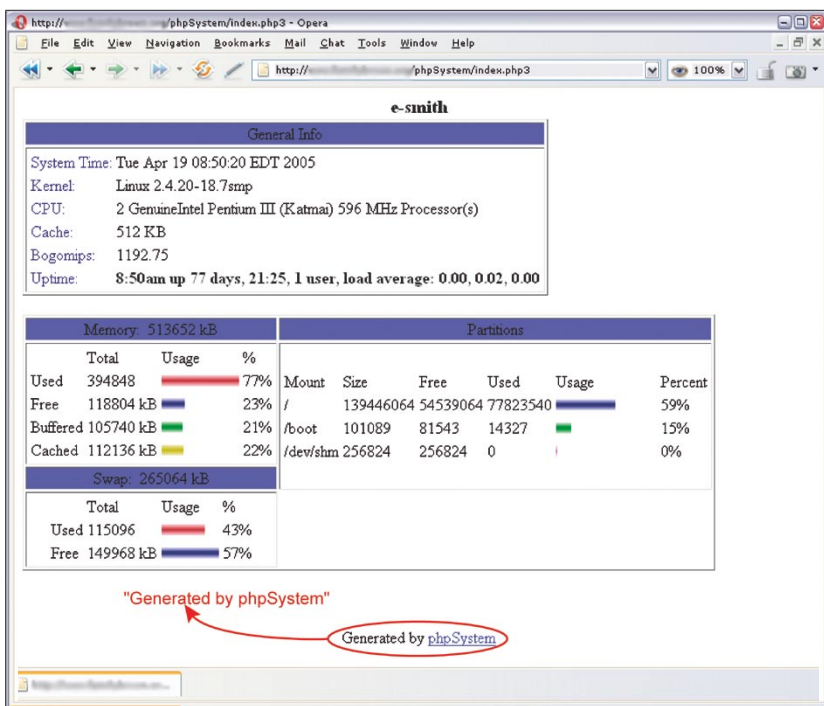 http:// /phpSystem/index.php3 - Opera
File Edit View Navigation Bookmarks Mail Chat Tools Window Help
http:// /phpSystem/index.php3 100%
e-smith
General Info
System Time: Tue Apr 19 08:50:20 EDT 2005
Kernel: Linux 2.4.20-18.7smp
CPU: 2 GenuineIntel Pentium III (Katmai) 596 MHz Processor(s)
Cache: 512 KB
Bogomips: 1192.75
Uptime: 8:50am up 77 days, 21:25, 1 user, load average: 0.00, 0.02, 0.00
Memory: 513652 kB
Total Usage %
Used 394848 77%
Free 118804 kB 23%
Buffered 105740 kB 21%
Cached 112136 kB 22%
Partitions
Mount Size Free Used Usage Percent
/ 139446064 54539064 77823540 59%
/boot 101089 81543 14327 15%
/dev/shm 256824 256824 0 0%
Swap: 265064 kB
Total Usage %
Used 115096 43%
Free 149968 kB 57%
"Generated by phpSystem"
Generated by phpSystem